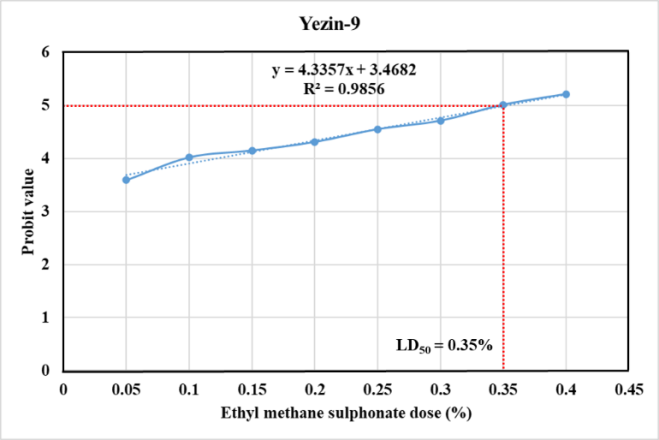 Yezin-9
y = 4.3357x + 3.4682
R² = 0.9856
6
5
4
3
2
1
0
Probit value
LD₅₀ = 0.35%
0 0.05 0.1 0.15 0.2 0.25 0.3 0.35 0.4 0.45
Ethyl methane sulphonate dose (%)